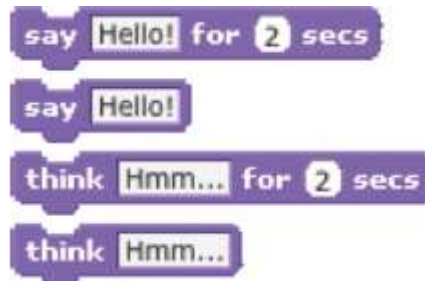 say Hello! for 2 secs
say Hello!
think Hmm... for 2 secs
think Hmm...